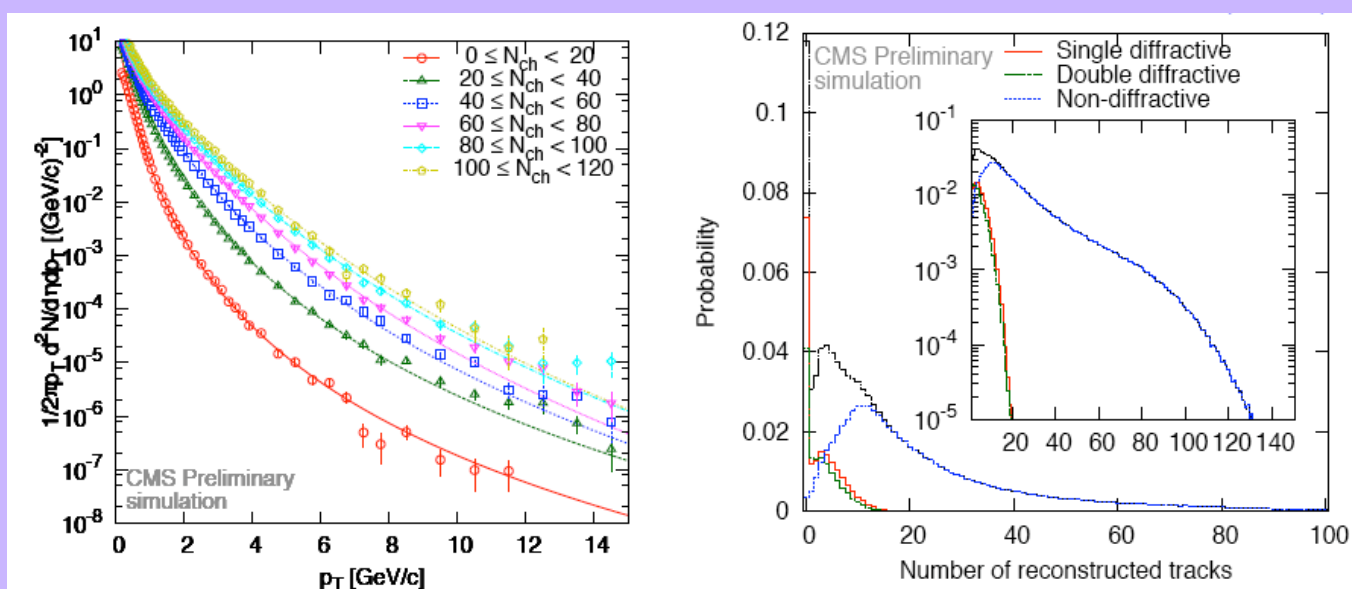 10¹
10⁰
10⁻¹
10⁻²
10⁻³
10⁻⁴
10⁻⁵
10⁻⁶
10⁻⁷
10⁻⁸
1/2πp_T d²N/dηdp_T [(GeV/c)⁻²]
0 ≤ N_ch < 20
20 ≤ N_ch < 40
40 ≤ N_ch < 60
60 ≤ N_ch < 80
80 ≤ N_ch < 100
100 ≤ N_ch < 120
CMS Preliminary
simulation
0 2 4 6 8 10 12 14
p_T [GeV/c]
0.12
0.1
0.08
0.06
0.04
0.02
0
Probability
CMS Preliminary
simulation
Single diffractive
Double diffractive
Non-diffractive
10⁻¹
10⁻²
10⁻³
10⁻⁴
10⁻⁵
20 40 60 80 100 120 140
0 20 40 60 80 100
Number of reconstructed tracks